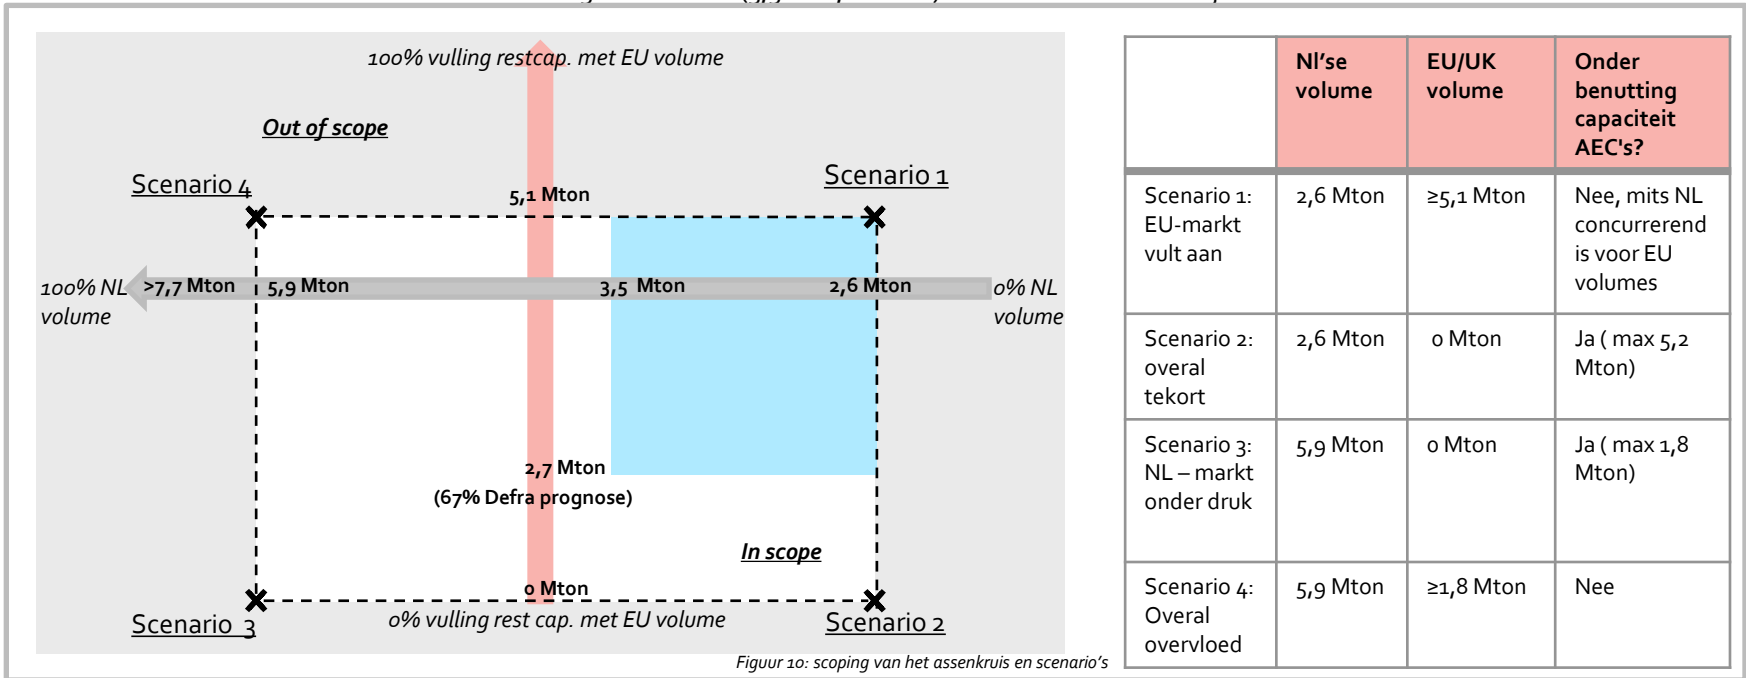 100% vulling restcap. met EU volume
Out of scope
Scenario 4
Scenario 1
5,1 Mton
100% NL
volume
>7,7 Mton
5,9 Mton
3,5 Mton
2,6 Mton
0% NL
volume
2,7 Mton
(67% Defra prognose)
In scope
0 Mton
Scenario 3
0% vulling rest cap. met EU volume
Scenario 2
Figuur 10: scoping van het assenkruis en scenario's
Nl'se
volume
EU/UK
volume
Onder
benutting
capaciteit
AEC's?
Scenario 1:
EU-markt
vult aan
2,6 Mton
≥5,1 Mton
Nee, mits NL
concurrerend
is voor EU
volumes
Scenario 2:
overal
tekort
2,6 Mton
0 Mton
Ja ( max 5,2
Mton)
Scenario 3:
NL – markt
onder druk
5,9 Mton
0 Mton
Ja ( max 1,8
Mton)
Scenario 4:
Overal
overvloed
5,9 Mton
≥1,8 Mton
Nee